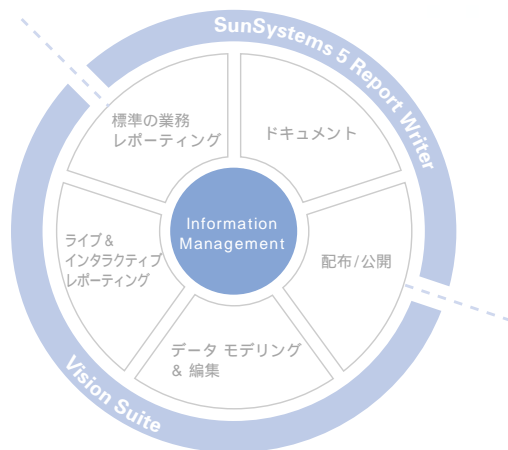 SunSystems 5 Report Writer
標準の業務
レポーティング
ドキュメント
Information
Management
ライブ &
インタラクティブ
レポーティング
配布/公開
データ モデリング
& 編集
Vision Suite